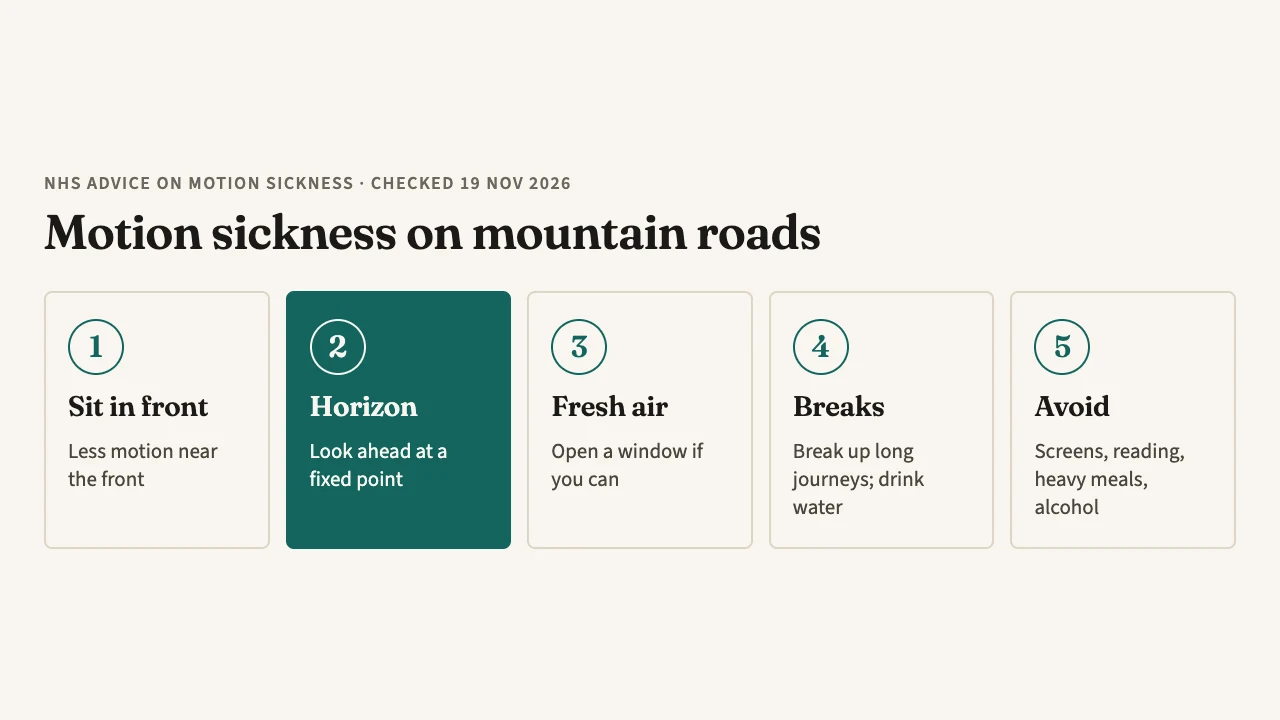 NHS ADVICE ON MOTION SICKNESS · CHECKED 19 NOV 2026
Motion sickness on mountain roads
1
Sit in front
Less motion near
the front
2
Horizon
Look ahead at a
fixed point
3
Fresh air
Open a window if
you can
4
Breaks
Break up long
journeys; drink
water
5
Avoid
Screens, reading,
heavy meals,
alcohol